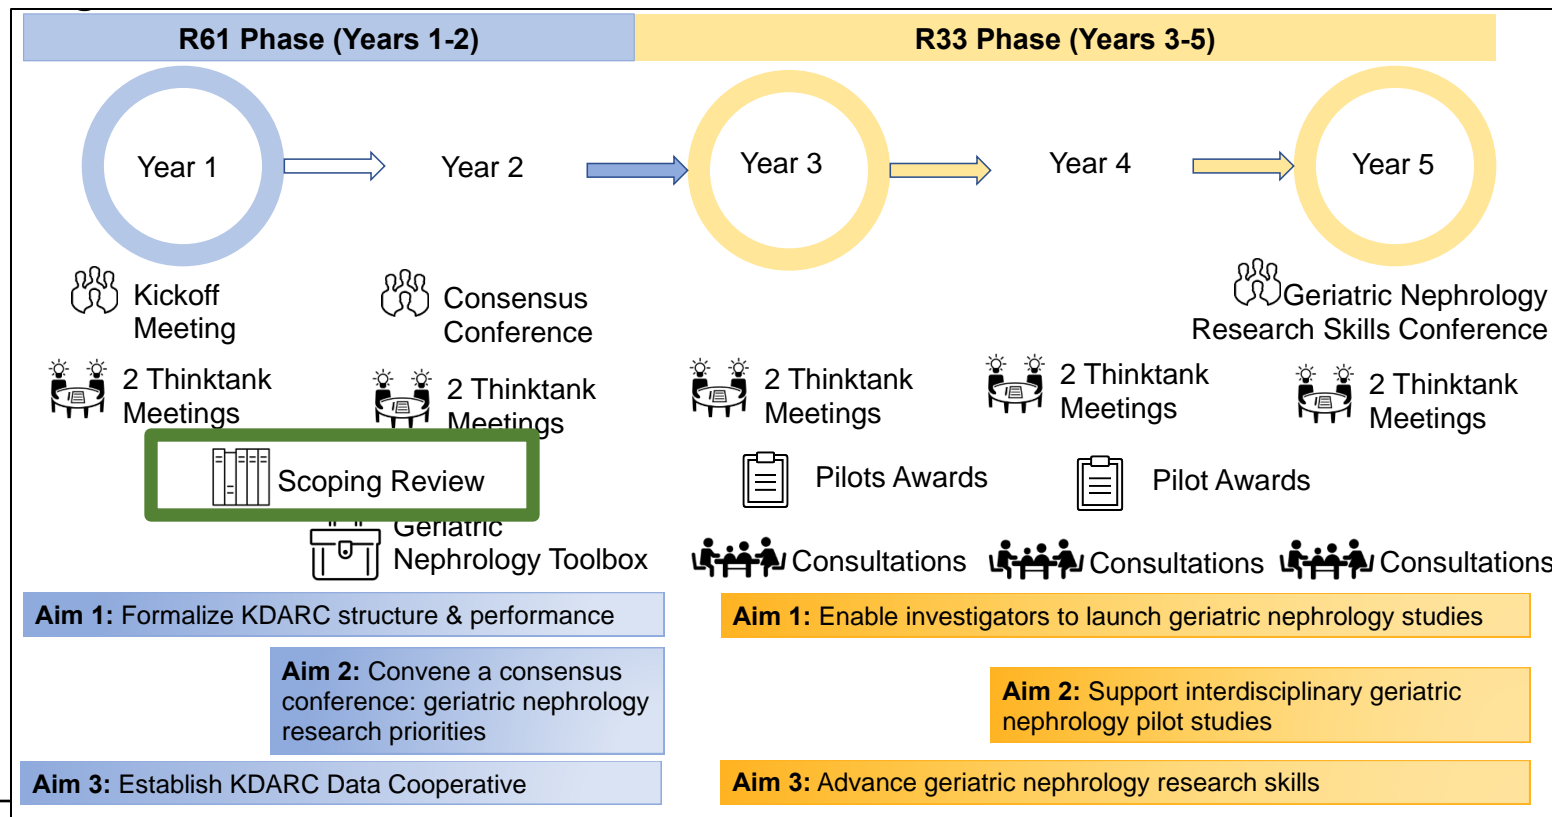 R61 Phase (Years 1-2)
R33 Phase (Years 3-5)
Year 1
Year 2
Year 3
Year 4
Year 5
Kickoff
Meeting
Consensus
Conference
Geriatric Nephrology
Research Skills Conference
2 Thinktank
Meetings
2 Thinktank
Meetings
2 Thinktank
Meetings
2 Thinktank
Meetings
2 Thinktank
Meetings
Scoping Review
Pilots Awards
Pilot Awards
Geriatric
Nephrology Toolbox
Consultations
Consultations
Consultations
Aim 1: Formalize KDARC structure & performance
Aim 2: Convene a consensus
conference: geriatric nephrology
research priorities
Aim 3: Establish KDARC Data Cooperative
Aim 1: Enable investigators to launch geriatric nephrology studies
Aim 2: Support interdisciplinary geriatric
nephrology pilot studies
Aim 3: Advance geriatric nephrology research skills